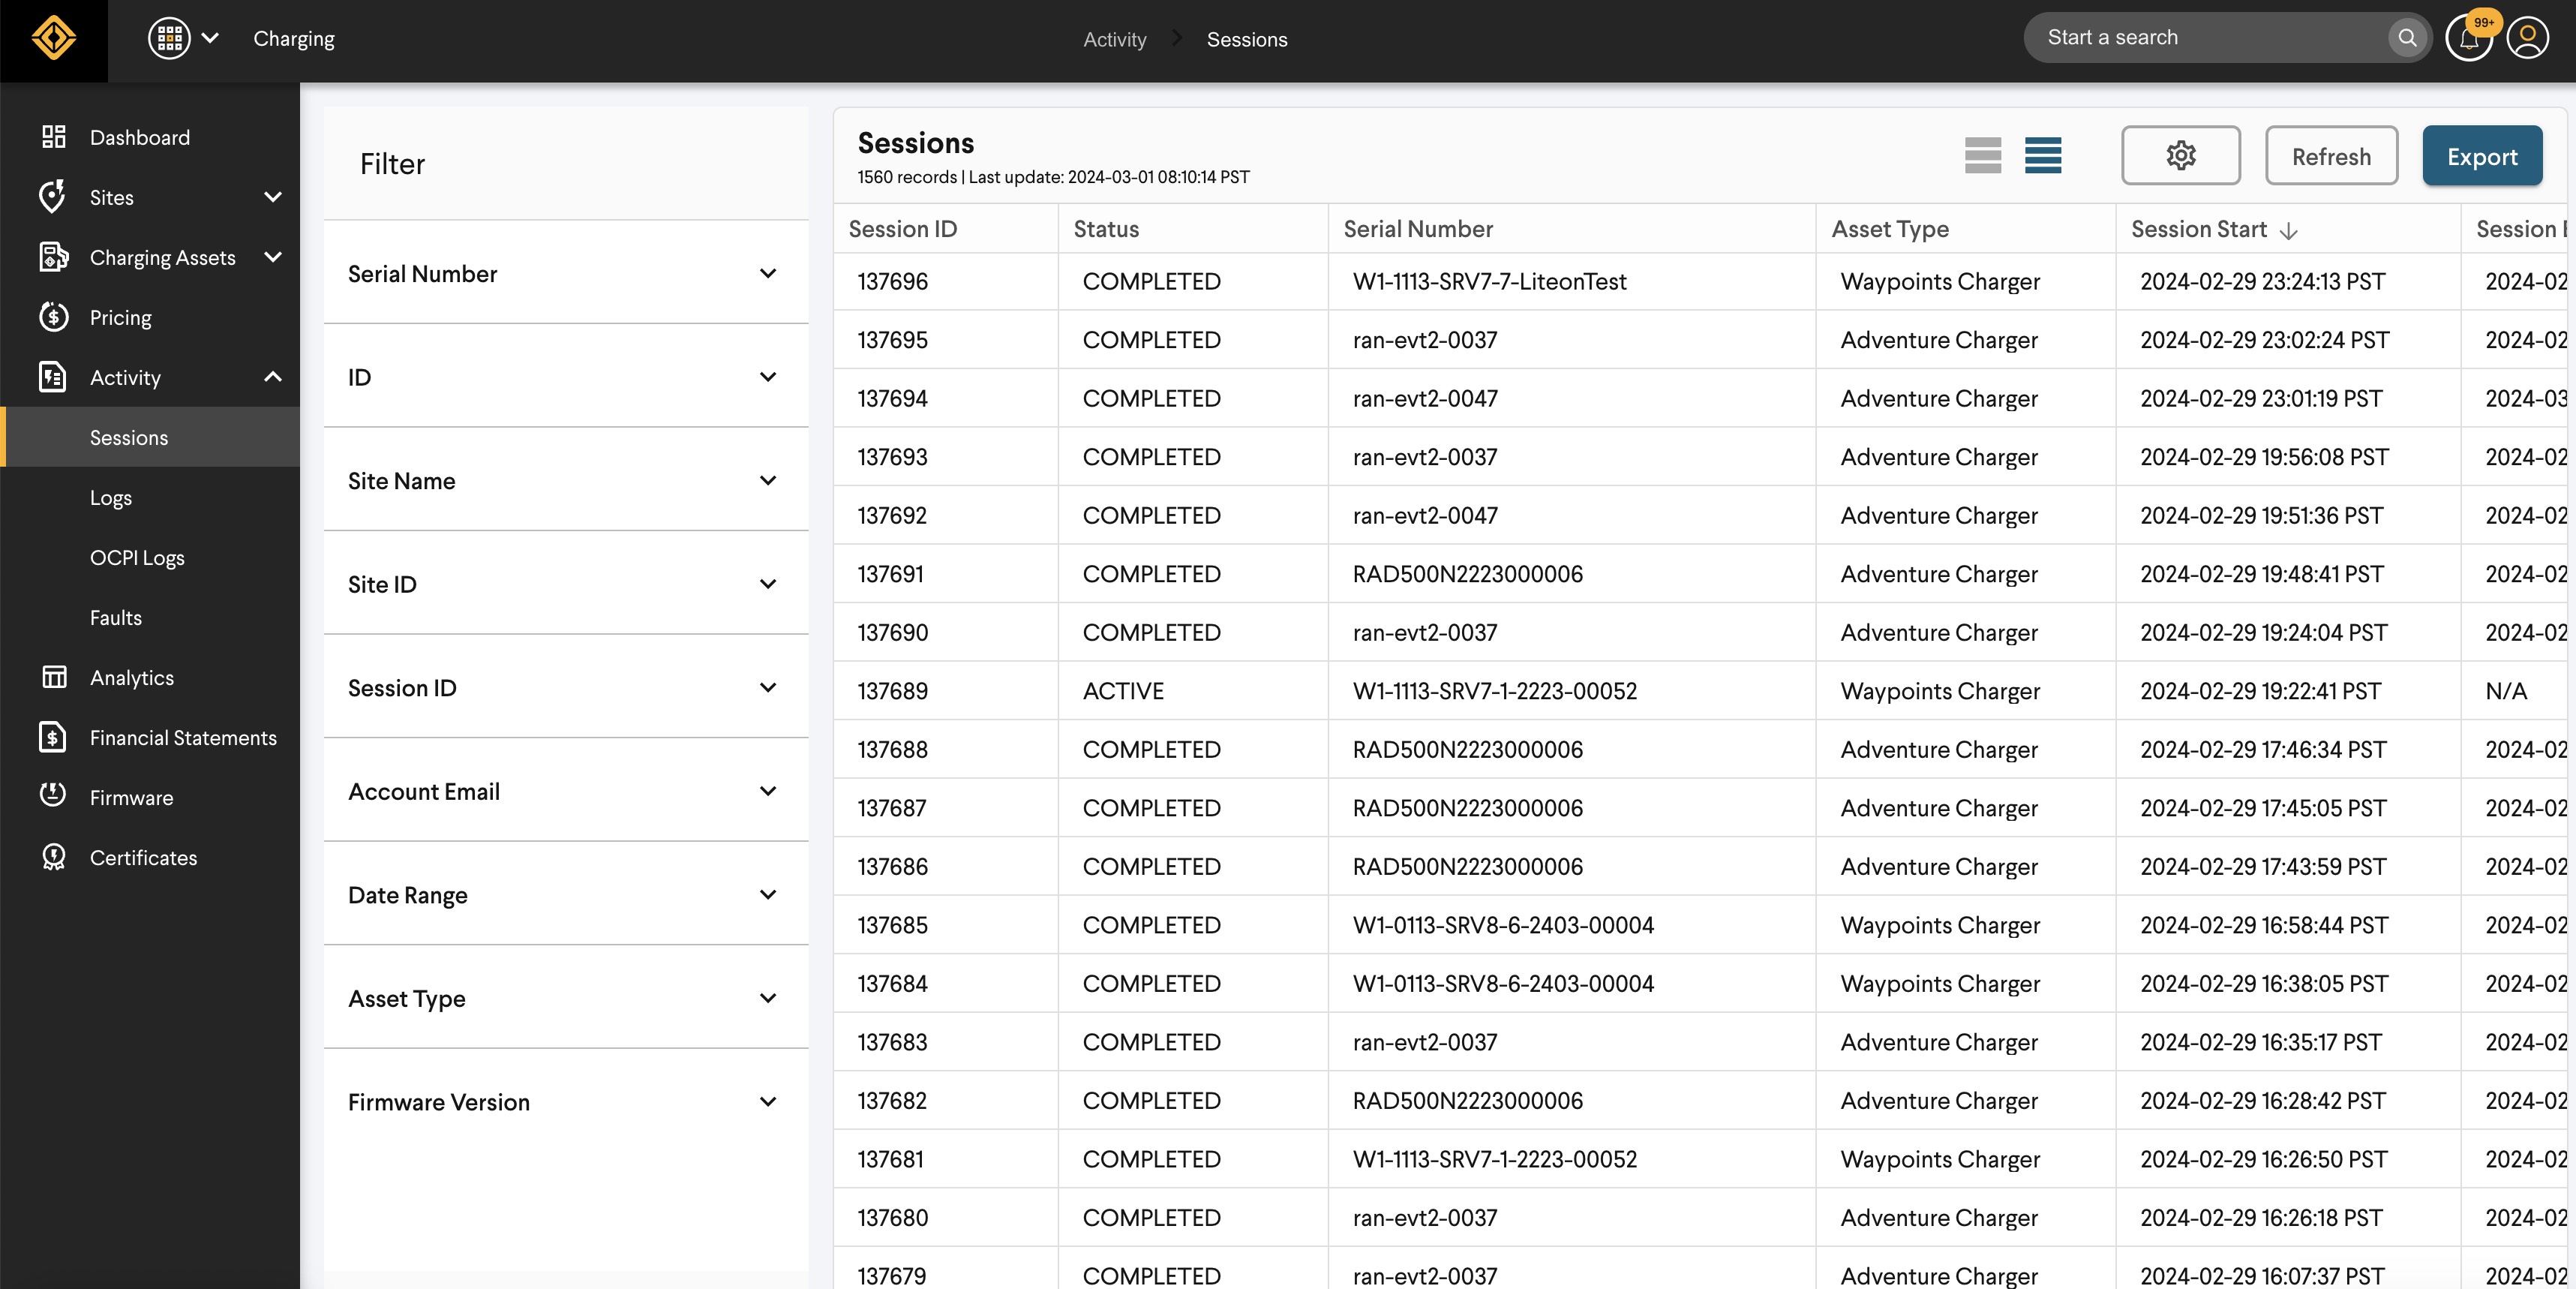 Charging
Activity
Sessions
Start a search
99+
Dashboard
Sites
Charging Assets
Pricing
Activity
Sessions
Logs
OCPI Logs
Faults
Analytics
Financial Statements
Firmware
Certificates
Filter
Serial Number
ID
Site Name
Site ID
Session ID
Account Email
Date Range
Asset Type
Firmware Version
Sessions
1560 records | Last update: 2024-03-01 08:10:14 PST
Refresh
Export
Session ID Status Serial Number Asset Type Session Start Session
137696 COMPLETED W1-1113-SRV7-7-LiteonTest Waypoints Charger 2024-02-29 23:24:13 PST 2024-02
137695 COMPLETED ran-evt2-0037 Adventure Charger 2024-02-29 23:02:24 PST 2024-02
137694 COMPLETED ran-evt2-0047 Adventure Charger 2024-02-29 23:01:19 PST 2024-03
137693 COMPLETED ran-evt2-0037 Adventure Charger 2024-02-29 19:56:08 PST 2024-02
137692 COMPLETED ran-evt2-0047 Adventure Charger 2024-02-29 19:51:36 PST 2024-02
137691 COMPLETED RAD500N2223000006 Adventure Charger 2024-02-29 19:48:41 PST 2024-02
137690 COMPLETED ran-evt2-0037 Adventure Charger 2024-02-29 19:24:04 PST 2024-02
137689 ACTIVE W1-1113-SRV7-1-2223-00052 Waypoints Charger 2024-02-29 19:22:41 PST N/A
137688 COMPLETED RAD500N2223000006 Adventure Charger 2024-02-29 17:46:34 PST 2024-02
137687 COMPLETED RAD500N2223000006 Adventure Charger 2024-02-29 17:45:05 PST 2024-02
137686 COMPLETED RAD500N2223000006 Adventure Charger 2024-02-29 17:43:59 PST 2024-02
137685 COMPLETED W1-0113-SRV8-6-2403-00004 Waypoints Charger 2024-02-29 16:58:44 PST 2024-02
137684 COMPLETED W1-0113-SRV8-6-2403-00004 Waypoints Charger 2024-02-29 16:38:05 PST 2024-02
137683 COMPLETED ran-evt2-0037 Adventure Charger 2024-02-29 16:35:17 PST 2024-02
137682 COMPLETED RAD500N2223000006 Adventure Charger 2024-02-29 16:28:42 PST 2024-02
137681 COMPLETED W1-1113-SRV7-1-2223-00052 Waypoints Charger 2024-02-29 16:26:50 PST 2024-02
137680 COMPLETED ran-evt2-0037 Adventure Charger 2024-02-29 16:26:18 PST 2024-02
137679 COMPLETED ran-evt2-0037 Adventure Charger 2024-02-29 16:07:37 PST 2024-02